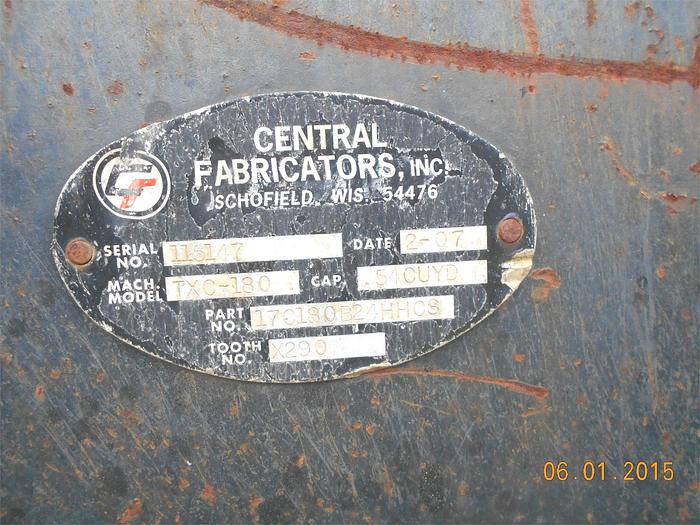 CENTRAL
FABRICATORS, INC.
SCHOFIELD, WIS. 54476
SERIAL NO. 115147 DATE 2-07
MACH. MODEL TXC-180 CAP. .54CUYD
PART NO. 17C180B24HHCS
TOOTH NO. X290
06.01.2015